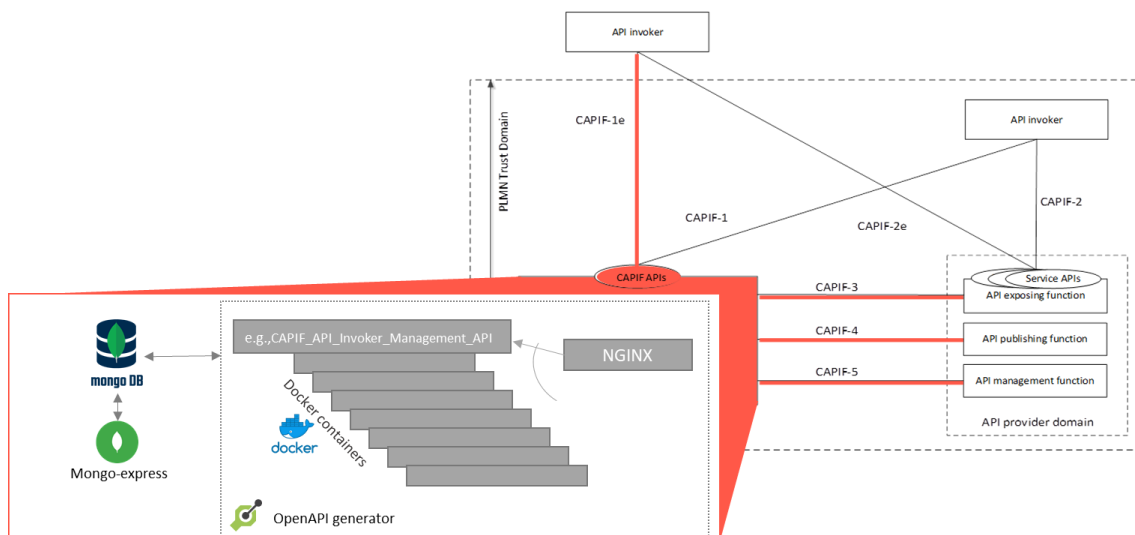 API invoker
CAPIF-1e
API invoker
PLMN Trust Domain
CAPIF-1
CAPIF-2e
CAPIF-2
CAPIF APIs
Service APIs
API exposing function
CAPIF-3
API publishing function
CAPIF-4
API management function
CAPIF-5
API provider domain
e.g.,CAPIF_API_Invoker_Management_API
NGINX
mongo DB
Docker containers
docker
Mongo-express
OpenAPI generator